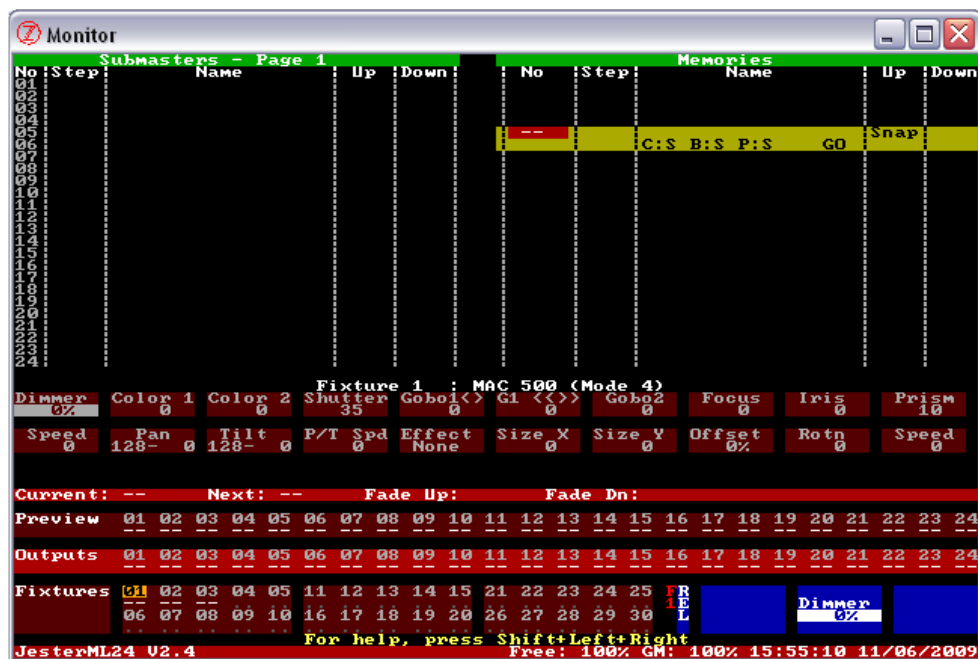 Monitor
Submasters - Page 1 Memories
No Step Name Up Down No Step Name Up Down
01
02
03
04
05 -- Snap
06 C:S B:S P:S GO
07
08
09
10
11
12
13
14
15
16
17
18
19
20
21
22
23
24
Fixture 1 : MAC 500 (Mode 4)
Dimmer Color 1 Color 2 Shutter Gobo1<> G1 <<>> Gobo2 Focus Iris Prism
0% 0 0 35 0 0 0 0 0 10
Speed Pan Tilt P/T Spd Effect Size X Size Y Offset Rotn Speed
0 128- 0 128- 0 0 None 0 0 0% 0 0
Current: -- Next: -- Fade Up: Fade Dn:
Preview 01 02 03 04 05 06 07 08 09 10 11 12 13 14 15 16 17 18 19 20 21 22 23 24
-- -- -- -- -- -- -- -- -- -- -- -- -- -- -- -- -- -- -- -- -- -- -- --
Outputs 01 02 03 04 05 06 07 08 09 10 11 12 13 14 15 16 17 18 19 20 21 22 23 24
-- -- -- -- -- -- -- -- -- -- -- -- -- -- -- -- -- -- -- -- -- -- -- --
Fixtures 01 02 03 04 05 11 12 13 14 15 21 22 23 24 25 F1 REL
-- -- -- .. .. .. .. .. .. .. .. .. .. .. .. Dimmer
06 07 08 09 10 16 17 18 19 20 26 27 28 29 30 0%
For help, press Shift+Left+Right
JesterML24 V2.4 Free: 100% GM: 100% 15:55:10 11/06/2009